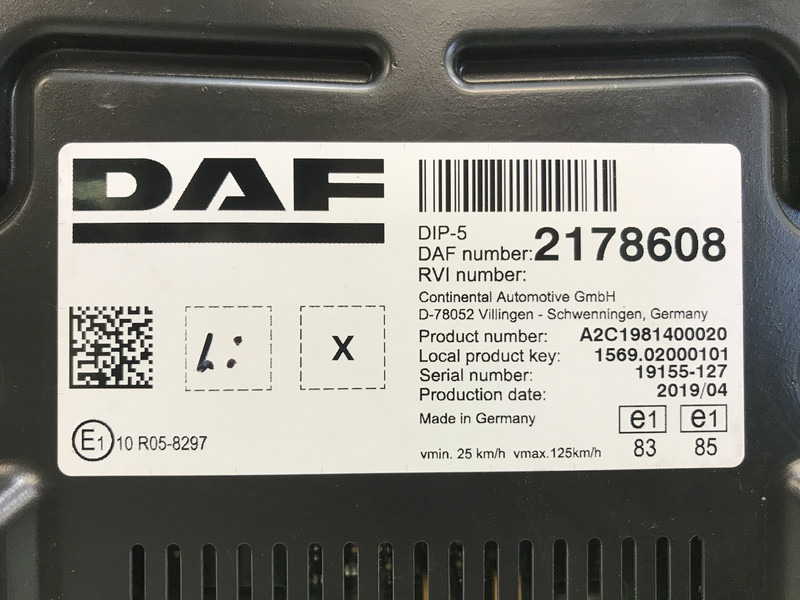 DAF
DIP-5
DAF number: 2178608
RVI number:
Continental Automotive GmbH
D-78052 Villingen - Schwenningen, Germany
Product number: A2C1981400020
Local product key: 1569.02000101
Serial number: 19155-127
Production date: 2019/04
Made in Germany
e1 e1
83 85
vmin. 25 km/h vmax.125km/h
X
E1 10 R05-8297